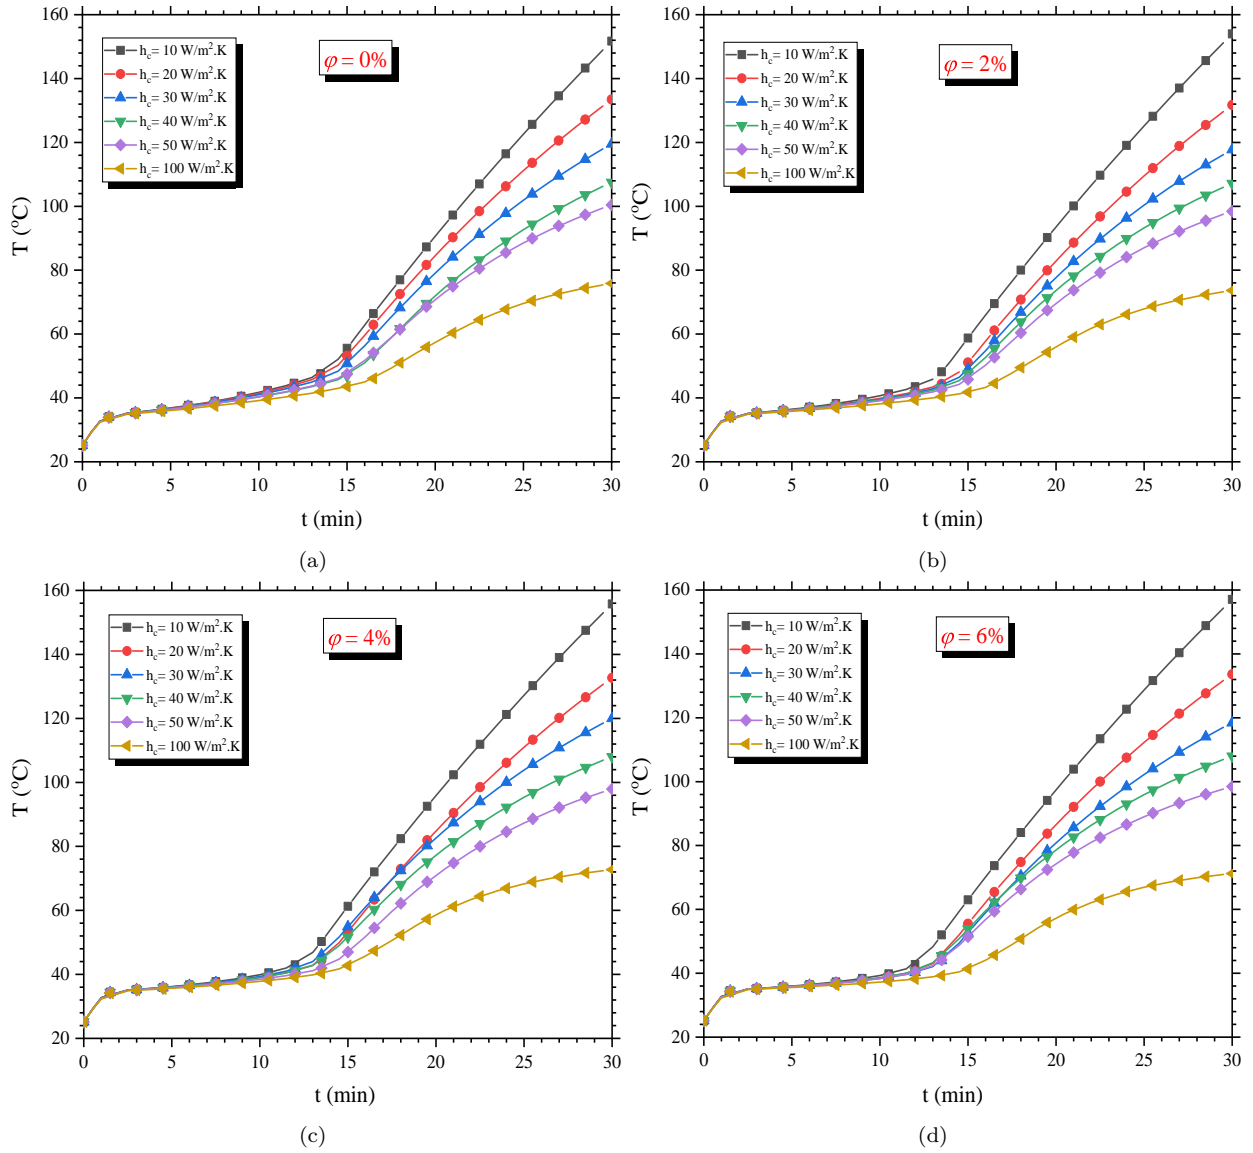 160
140
120
100
80
60
40
20
T (°C)
h_c= 10 W/m².K
h_c= 20 W/m².K
h_c= 30 W/m².K
h_c= 40 W/m².K
h_c= 50 W/m².K
h_c= 100 W/m².K
φ = 0%
0 5 10 15 20 25 30
t (min)
(a)
160
140
120
100
80
60
40
20
T (°C)
h_c= 10 W/m².K
h_c= 20 W/m².K
h_c= 30 W/m².K
h_c= 40 W/m².K
h_c= 50 W/m².K
h_c= 100 W/m².K
φ = 2%
0 5 10 15 20 25 30
t (min)
(b)
160
140
120
100
80
60
40
20
T (°C)
h_c= 10 W/m².K
h_c= 20 W/m².K
h_c= 30 W/m².K
h_c= 40 W/m².K
h_c= 50 W/m².K
h_c= 100 W/m².K
φ = 4%
0 5 10 15 20 25 30
t (min)
(c)
160
140
120
100
80
60
40
20
T (°C)
h_c= 10 W/m².K
h_c= 20 W/m².K
h_c= 30 W/m².K
h_c= 40 W/m².K
h_c= 50 W/m².K
h_c= 100 W/m².K
φ = 6%
0 5 10 15 20 25 30
t (min)
(d)